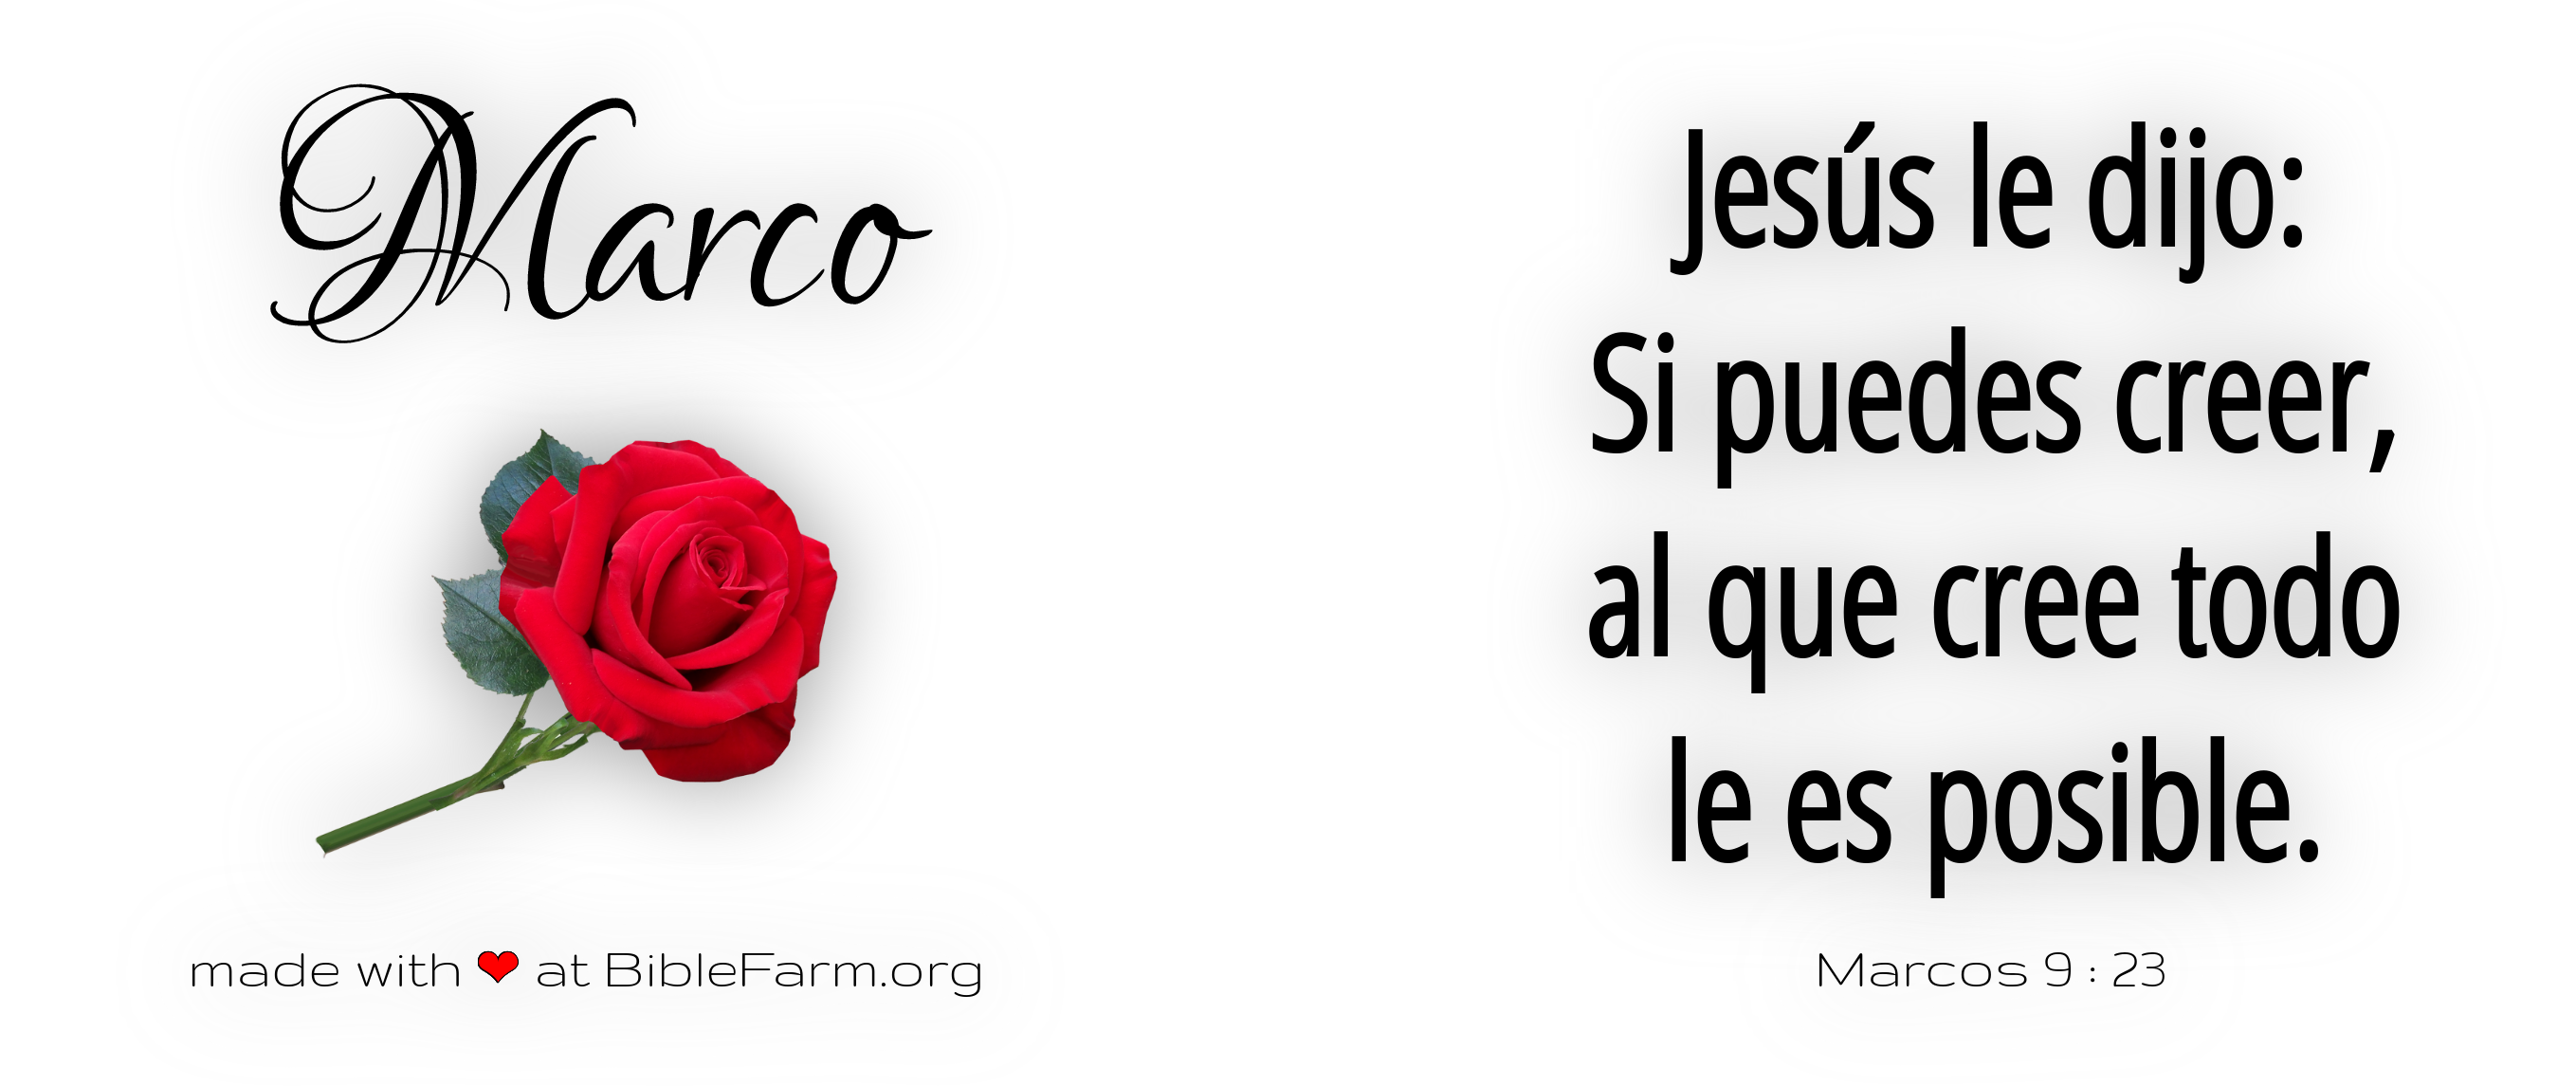 Marco
made with ❤ at BibleFarm.org
Jesús le dijo:
Si puedes creer,
al que cree todo
le es posible.
Marcos 9 : 23